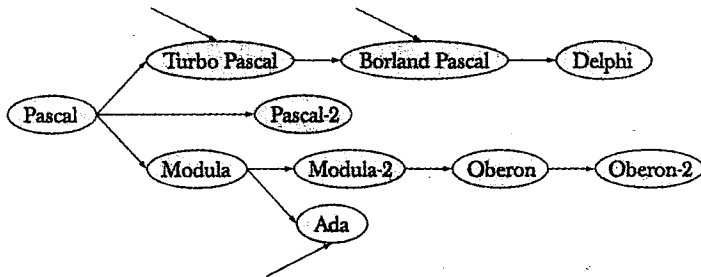 Turbo Pascal
Borland Pascal
Delphi
Pascal
Pascal-2
Modula
Modula-2
Oberon
Oberon-2
Ada